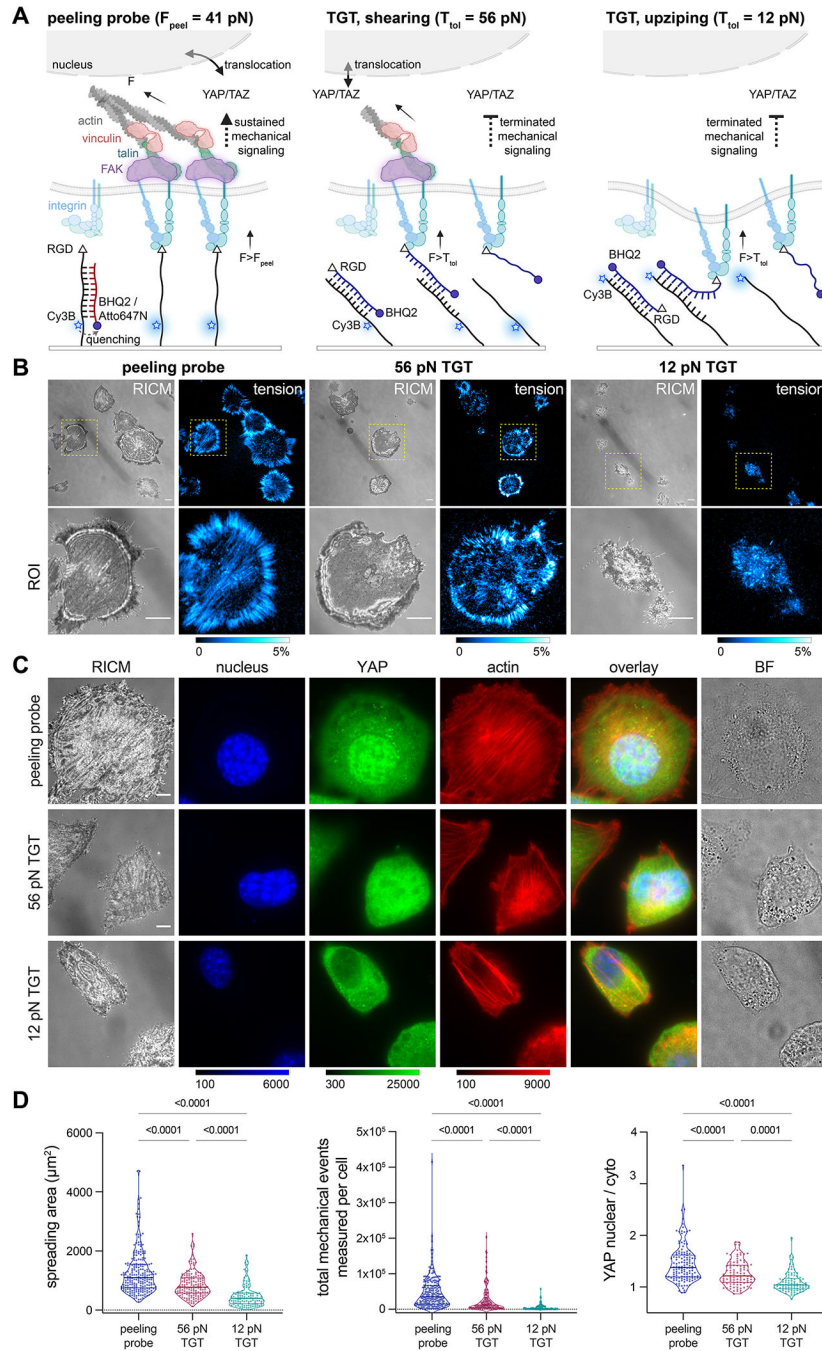 A peeling probe (Fpeel = 41 pN) TGT, shearing (Ttol = 56 pN) TGT, upziping (Ttol = 12 pN)
nucleus
translocation
F
YAP/TAZ
actin
vinculin
talin
FAK
sustained
mechanical
signaling
integrin
F>Fpeel
RGD
BHQ2 /
Atto647N
Cy3B
quenching
translocation
YAP/TAZ YAP/TAZ
terminated
mechanical
signaling
F>Ttol
RGD
BHQ2
Cy3B
YAP/TAZ
terminated
mechanical
signaling
F>Ttol
BHQ2
Cy3B
RGD
B peeling probe 56 pN TGT 12 pN TGT
RICM tension RICM tension RICM tension
ROI
0 5% 0 5% 0 5%
C RICM nucleus YAP actin overlay BF
peeling probe
56 pN TGT
12 pN TGT
100 6000 300 25000 100 9000
D
<0.0001
<0.0001 <0.0001
spreading area (µm²)
6000
4000
2000
0
peeling probe
56 pN TGT
12 pN TGT
<0.0001
<0.0001 <0.0001
total mechanical events
measured per cell
5x10⁵
4x10⁵
3x10⁵
2x10⁵
1x10⁵
0
peeling probe
56 pN TGT
12 pN TGT
<0.0001
<0.0001 0.0001
YAP nuclear / cyto
4
3
2
1
peeling probe
56 pN TGT
12 pN TGT